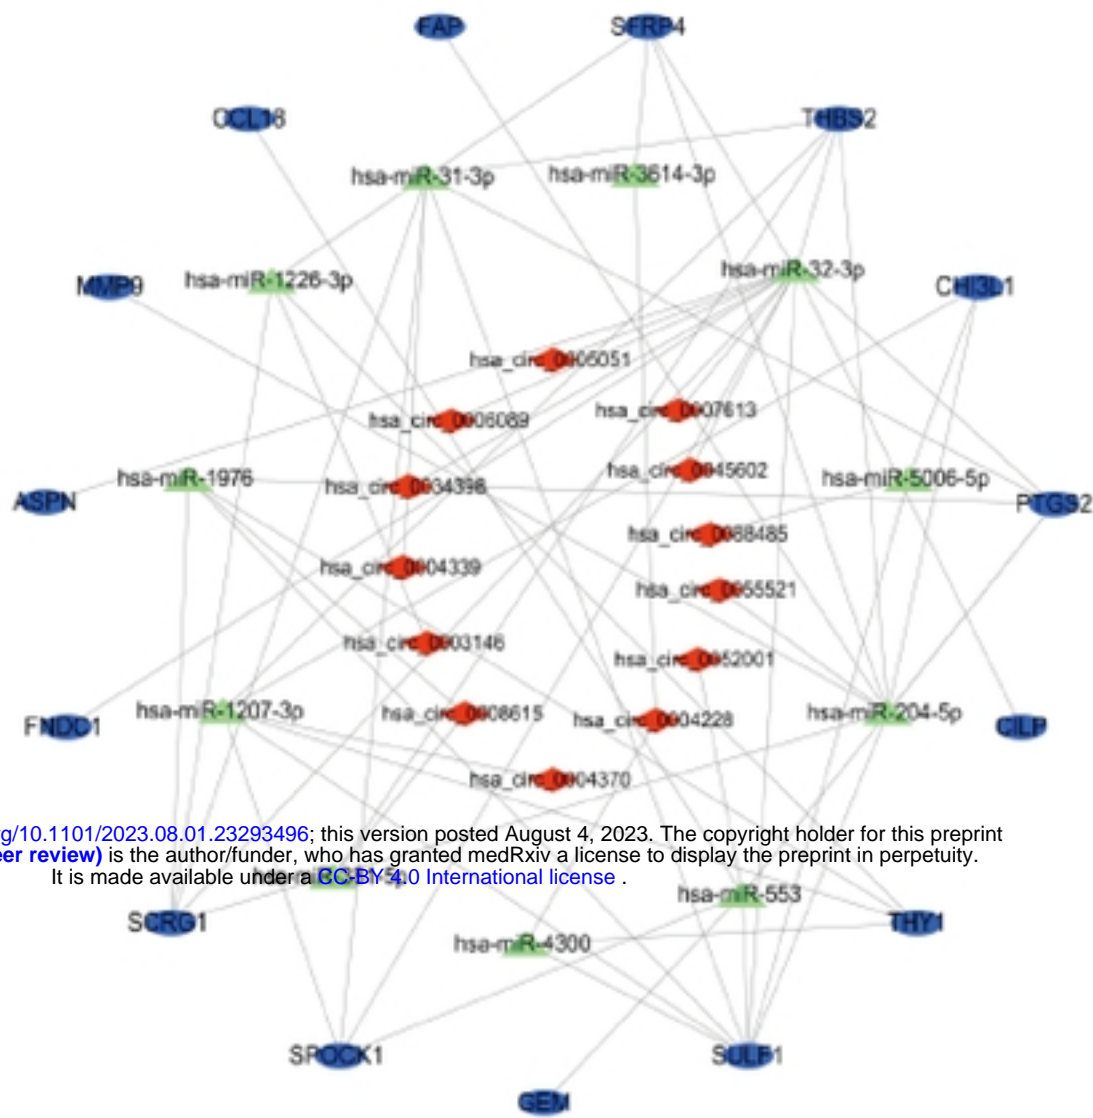 FAP
SFRP4
CCL18
THBS2
hsa-miR-31-3p
hsa-miR-3614-3p
hsa-miR-32-3p
hsa-miR-1226-3p
MMP9
CHI3L1
hsa_circ_0005051
hsa_circ_0007613
hsa_circ_0006089
hsa_circ_0045602
hsa-miR-1976
hsa_circ_0034398
hsa-miR-5006-5p
ASPN
PTGS2
hsa_circ_0088485
hsa_circ_0004339
hsa_circ_0055521
hsa_circ_0003146
hsa_circ_0052001
hsa-miR-1207-3p
hsa_circ_0008615
hsa_circ_0004228
hsa-miR-204-5p
FNDC1
CILP
hsa_circ_0004370
rg/10.1101/2023.08.01.23293496; this version posted August 4, 2023. The copyright holder for this preprint
eer review) is the author/funder, who has granted medRxiv a license to display the preprint in perpetuity.
It is made available under a CC-BY 4.0 International license .
hsa-miR-553
SCRG1
THY1
hsa-miR-4300
SPOCK1
SULF1
GEM